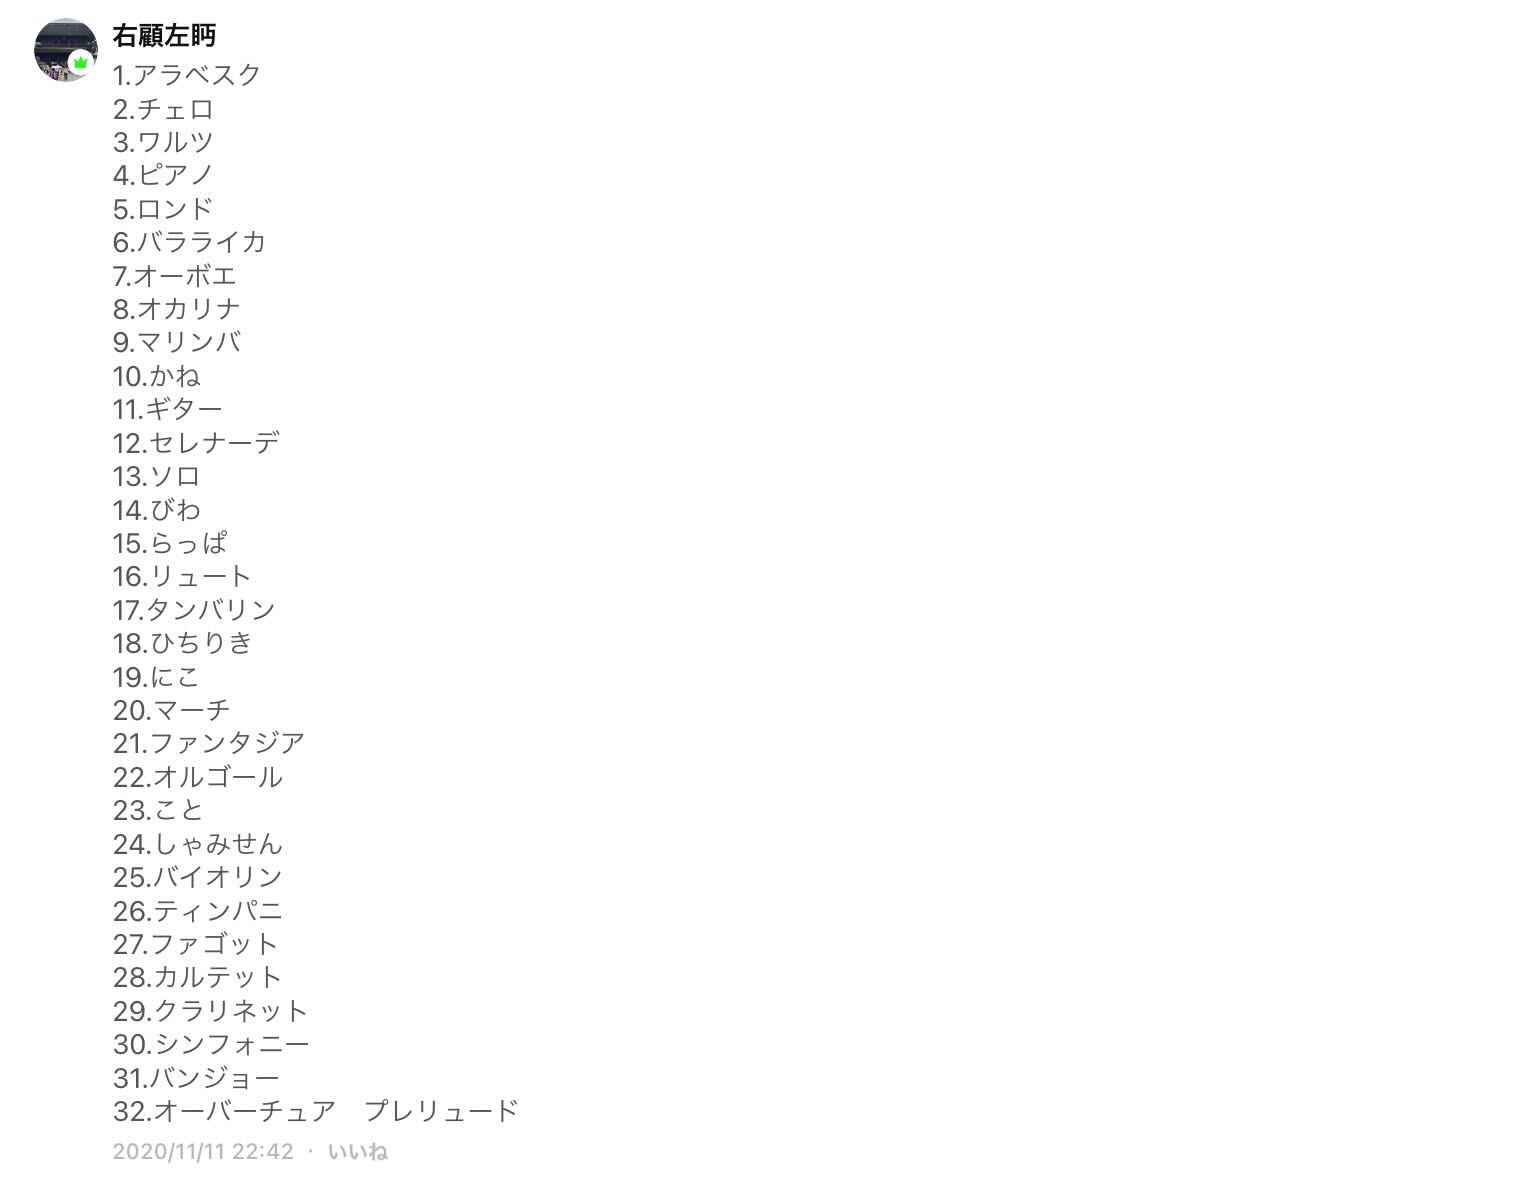 右顧左眄
1.アラベスク
2.チェロ
3.ワルツ
4.ピアノ
5.ロンド
6.バラライカ
7.オーボエ
8.オカリナ
9.マリンバ
10.かね
11.ギター
12.セレナーデ
13.ソロ
14.びわ
15.らっぱ
16.リュート
17.タンバリン
18.ひちりき
19.にこ
20.マーチ
21.ファンタジア
22.オルゴール
23.こと
24.しゃみせん
25.バイオリン
26.ティンパニ
27.ファゴット
28.カルテット
29.クラリネット
30.シンフォニー
31.バンジョー
32.オーバーチュア　プレリュード
2020/11/11 22:42 · いいね